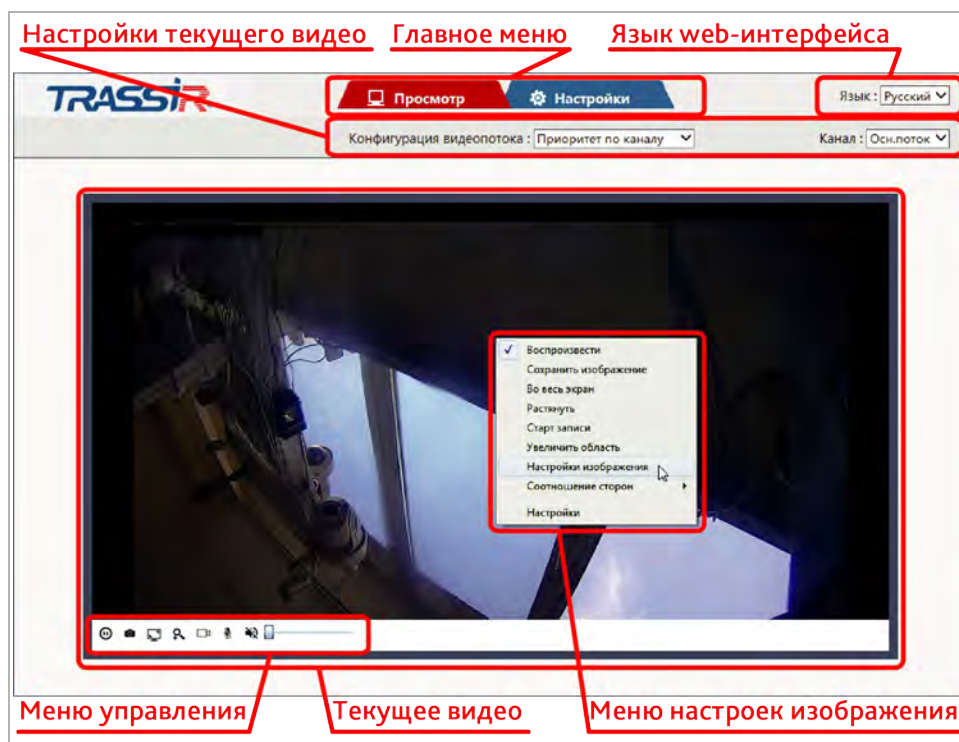 Настройки текущего видео Главное меню Язык web-интерфейса
TRASSIR Просмотр Настройки Язык : Русский
Конфигурация видеопотока : Приоритет по каналу Канал : Осн.поток
Воспроизвести
Сохранить изображение
Во весь экран
Растянуть
Старт записи
Увеличить область
Настройки изображения
Соотношение сторон
Настройки
Меню управления Текущее видео Меню настроек изображения